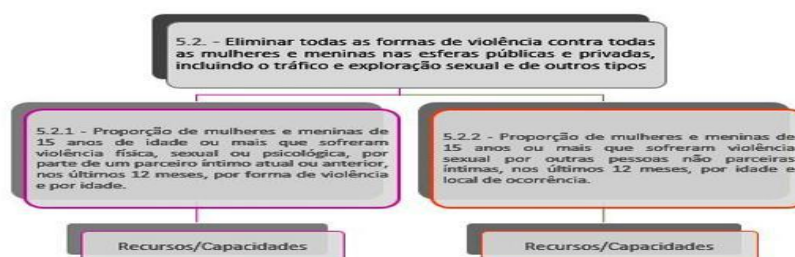 5.2. - Eliminar todas as formas de violência contra todas
as mulheres e meninas nas esferas públicas e privadas,
incluindo o tráfico e exploração sexual e de outros tipos
5.2.1 - Proporção de mulheres e meninas de
15 anos de idade ou mais que sofreram
violência física, sexual ou psicológica, por
parte de um parceiro íntimo atual ou anterior,
nos últimos 12 meses, por forma de violência
e por idade.
5.2.2 - Proporção de mulheres e meninas de
15 anos ou mais que sofreram violência
sexual por outras pessoas não parceiras
íntimas, nos últimos 12 meses, por idade e
local de ocorrência.
Recursos/Capacidades
Recursos/Capacidades